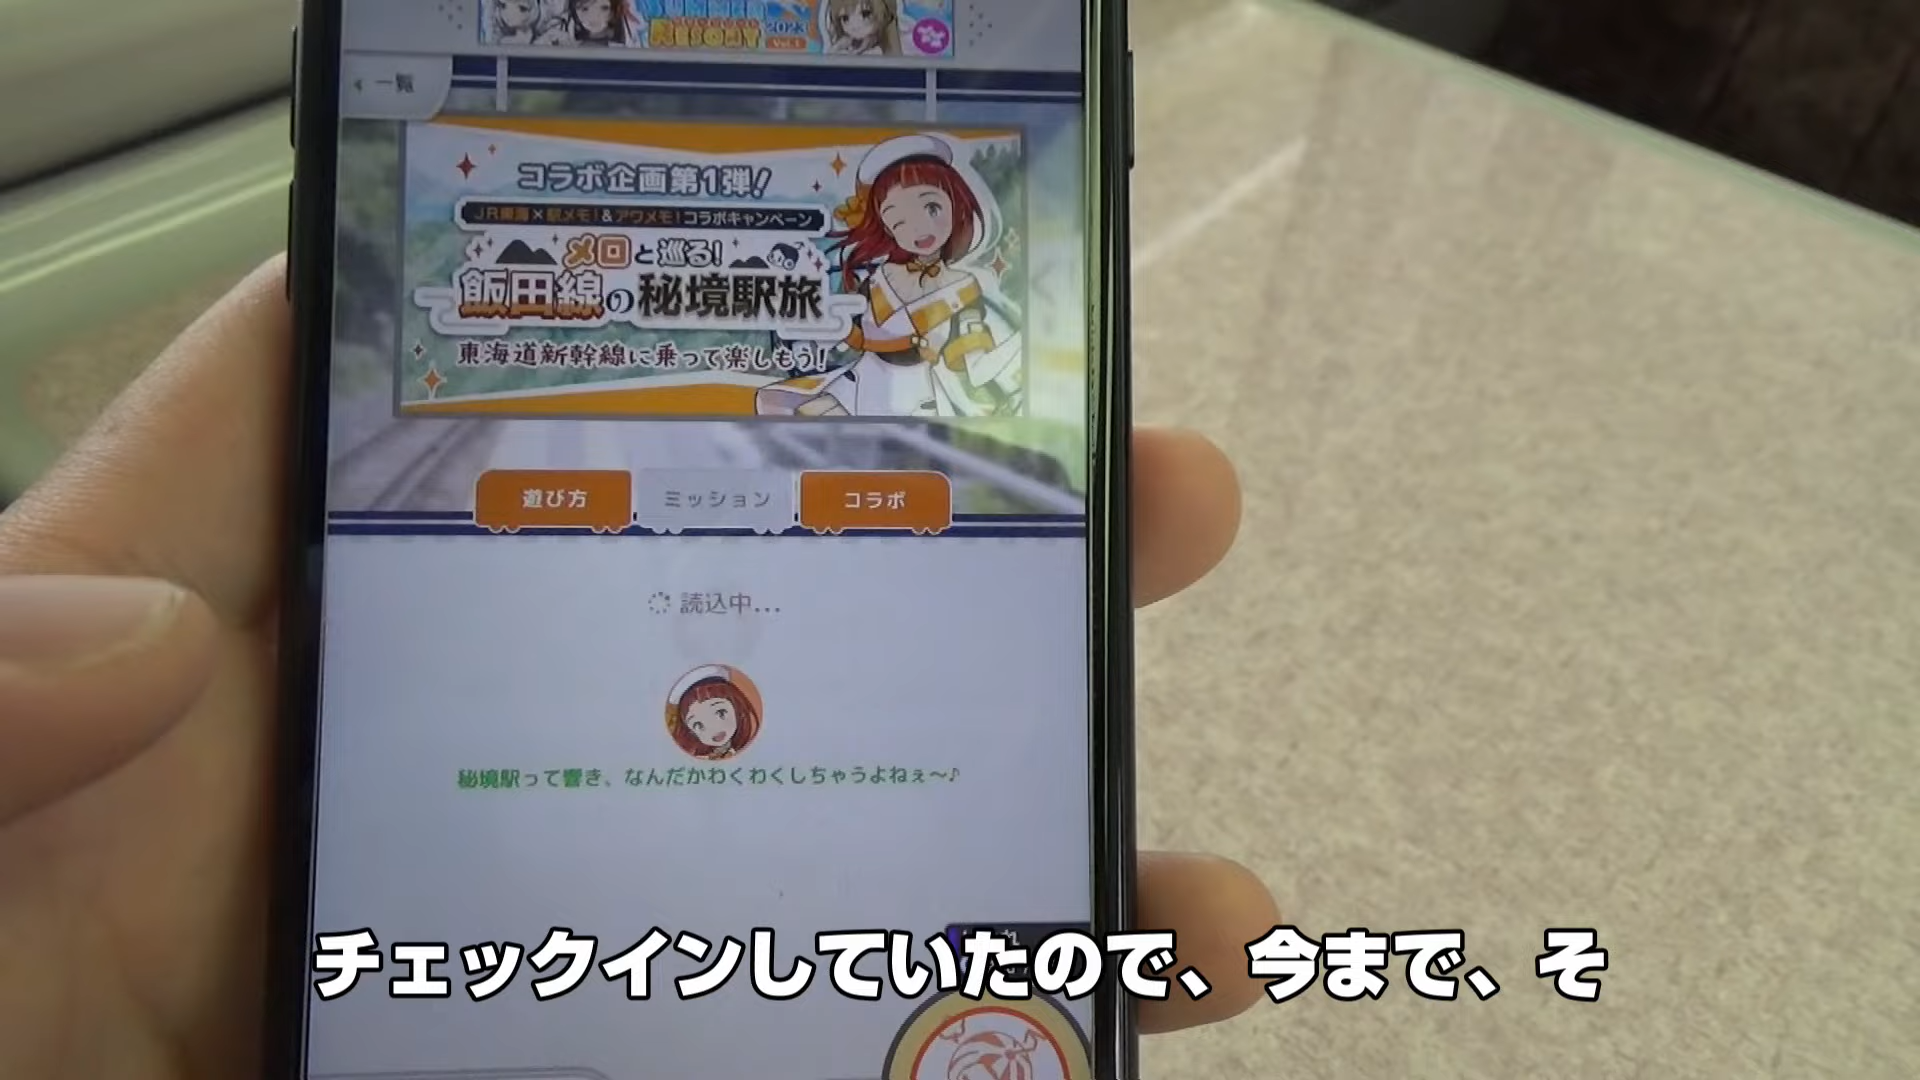 SUMMER
RESORT 2023
Vol.1
一覧
コラボ企画第1弾!
JR東海×駅メモ!&アワメモ!コラボキャンペーン
メロと巡る!
飯田線の秘境駅旅
東海道新幹線に乗って楽しもう!
遊び方
ミッション
コラボ
読込中...
秘境駅って響き、なんだかわくわくしちゃうよねぇ～♪
チェックインしていたので、今まで、そ